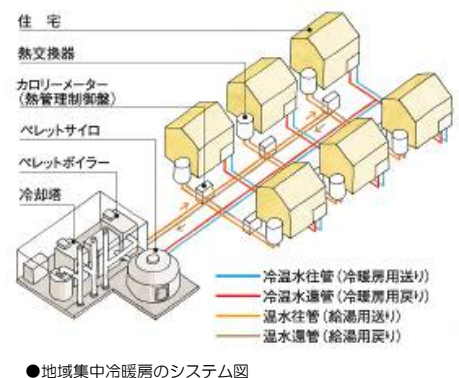 住 宅
熱交換器
カロリーメーター
（熱管理制御盤）
ペレットサイロ
ペレットボイラー
冷却塔
冷温水往管（冷暖房用送り）
冷温水還管（冷暖房用戻り）
温水往管（給湯用送り）
温水還管（給湯用戻り）
●地域集中冷暖房のシステム図